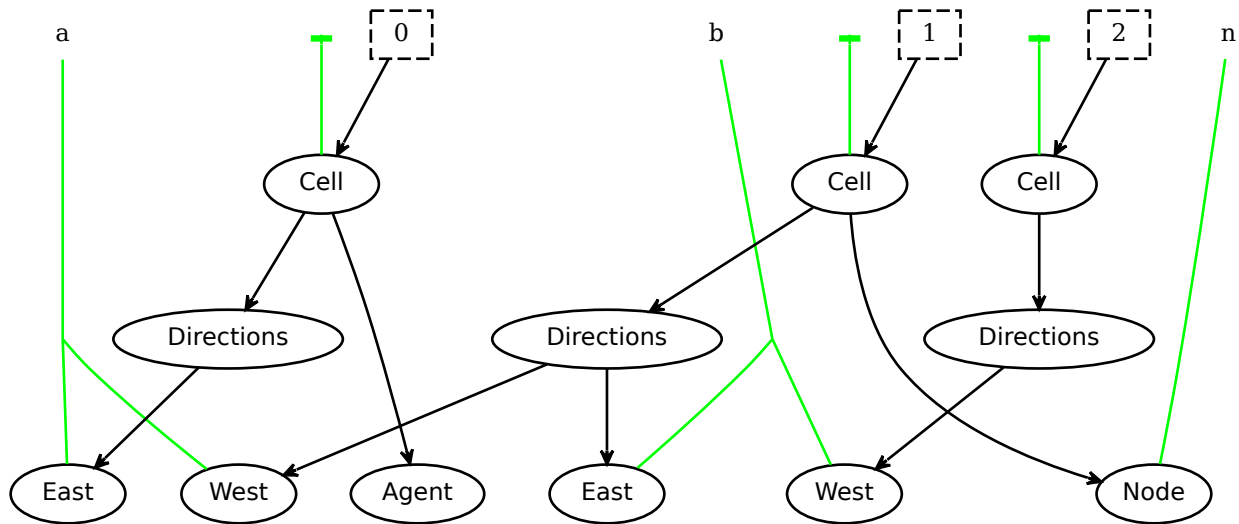 a 0 b 1 2 n
Cell Cell Cell
Directions Directions Directions
East West Agent East West Node